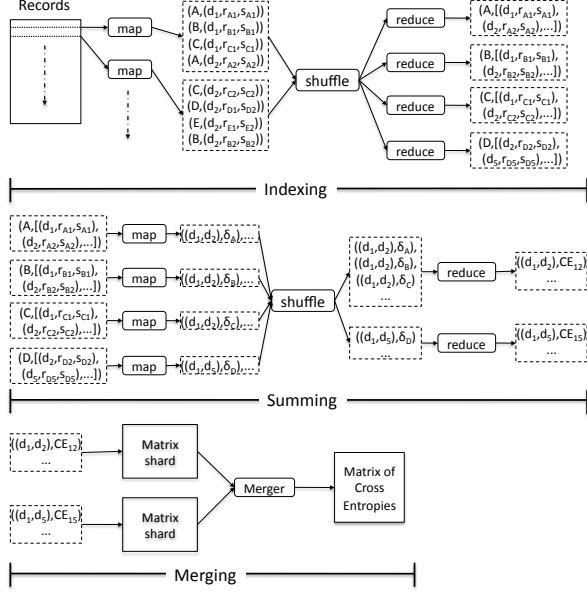 Records
map
map
(A,(d1,rA1,sA1))
(B,(d1,rB1,sB1))
(C,(d1,rC1,sC1))
(A,(d2,rA2,sA2))
(C,(d2,rC2,sC2))
(D,(d2,rD1,sD2))
(E,(d2,rE1,sE2))
(B,(d2,rB2,sB2))
shuffle
reduce
reduce
reduce
reduce
(A,[(d1,rA1,sA1),
(d2,rA2,sA2),...])
(B,[(d1,rB1,sB1),
(d2,rB2,sB2),...])
(C,[(d1,rC1,sC1),
(d2,rC2,sC2),...])
(D,[(d2,rD2,sD2),
(d5,rD5,sD5),...])
Indexing
(A,[(d1,rA1,sA1),
(d2,rA2,sA2),...])
(B,[(d1,rB1,sB1),
(d2,rB2,sB2),...])
(C,[(d1,rC1,sC1),
(d2,rC2,sC2),...])
(D,[(d2,rD2,sD2),
(d5,rD5,sD5),...])
map
map
map
map
((d1,d2),δA),...
((d1,d2),δB),...
((d1,d2),δC),...
((d1,d5),δD),...
shuffle
((d1,d2),δA),
((d1,d2),δB),
((d1,d2),δC)
...
((d1,d5),δD)
...
reduce
reduce
((d1,d2),CE12)
...
((d1,d5),CE15)
...
Summing
((d1,d2),CE12)
...
((d1,d5),CE15)
...
Matrix
shard
Matrix
shard
Merger
Matrix of
Cross
Entropies
Merging